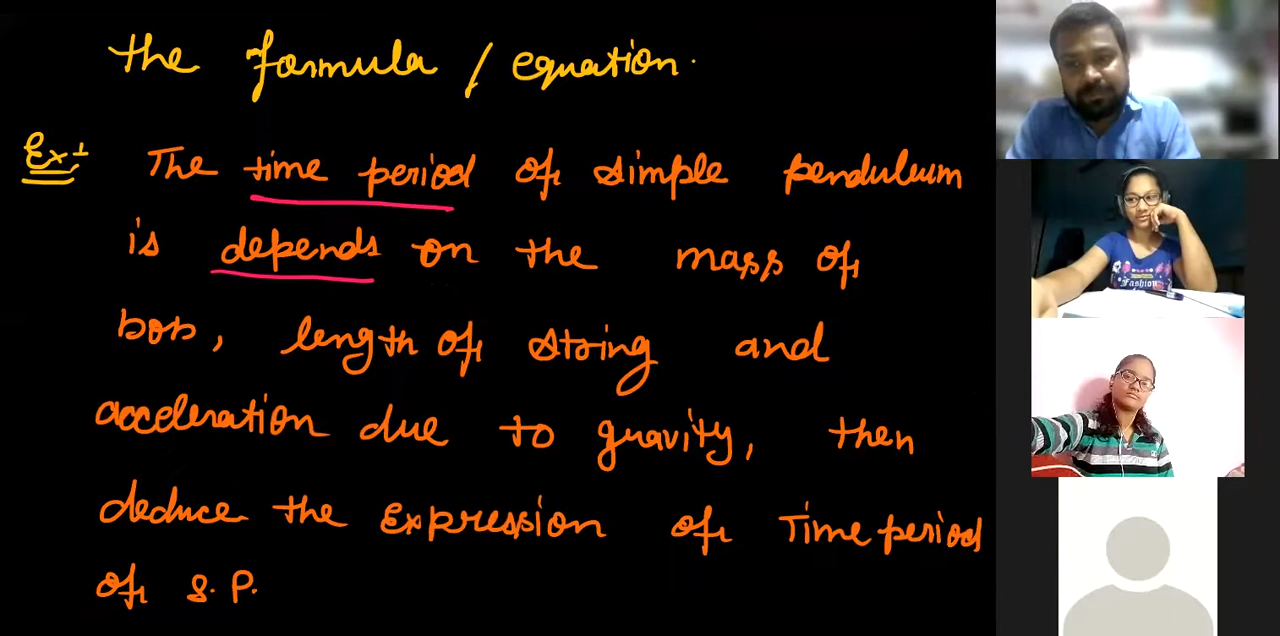 the formula / equation.
Ex:- The time period of simple pendulum
is depends on the mass of
bob, length of string and
acceleration due to gravity, then
deduce the Expression of Time period
of S.P.
Fashion